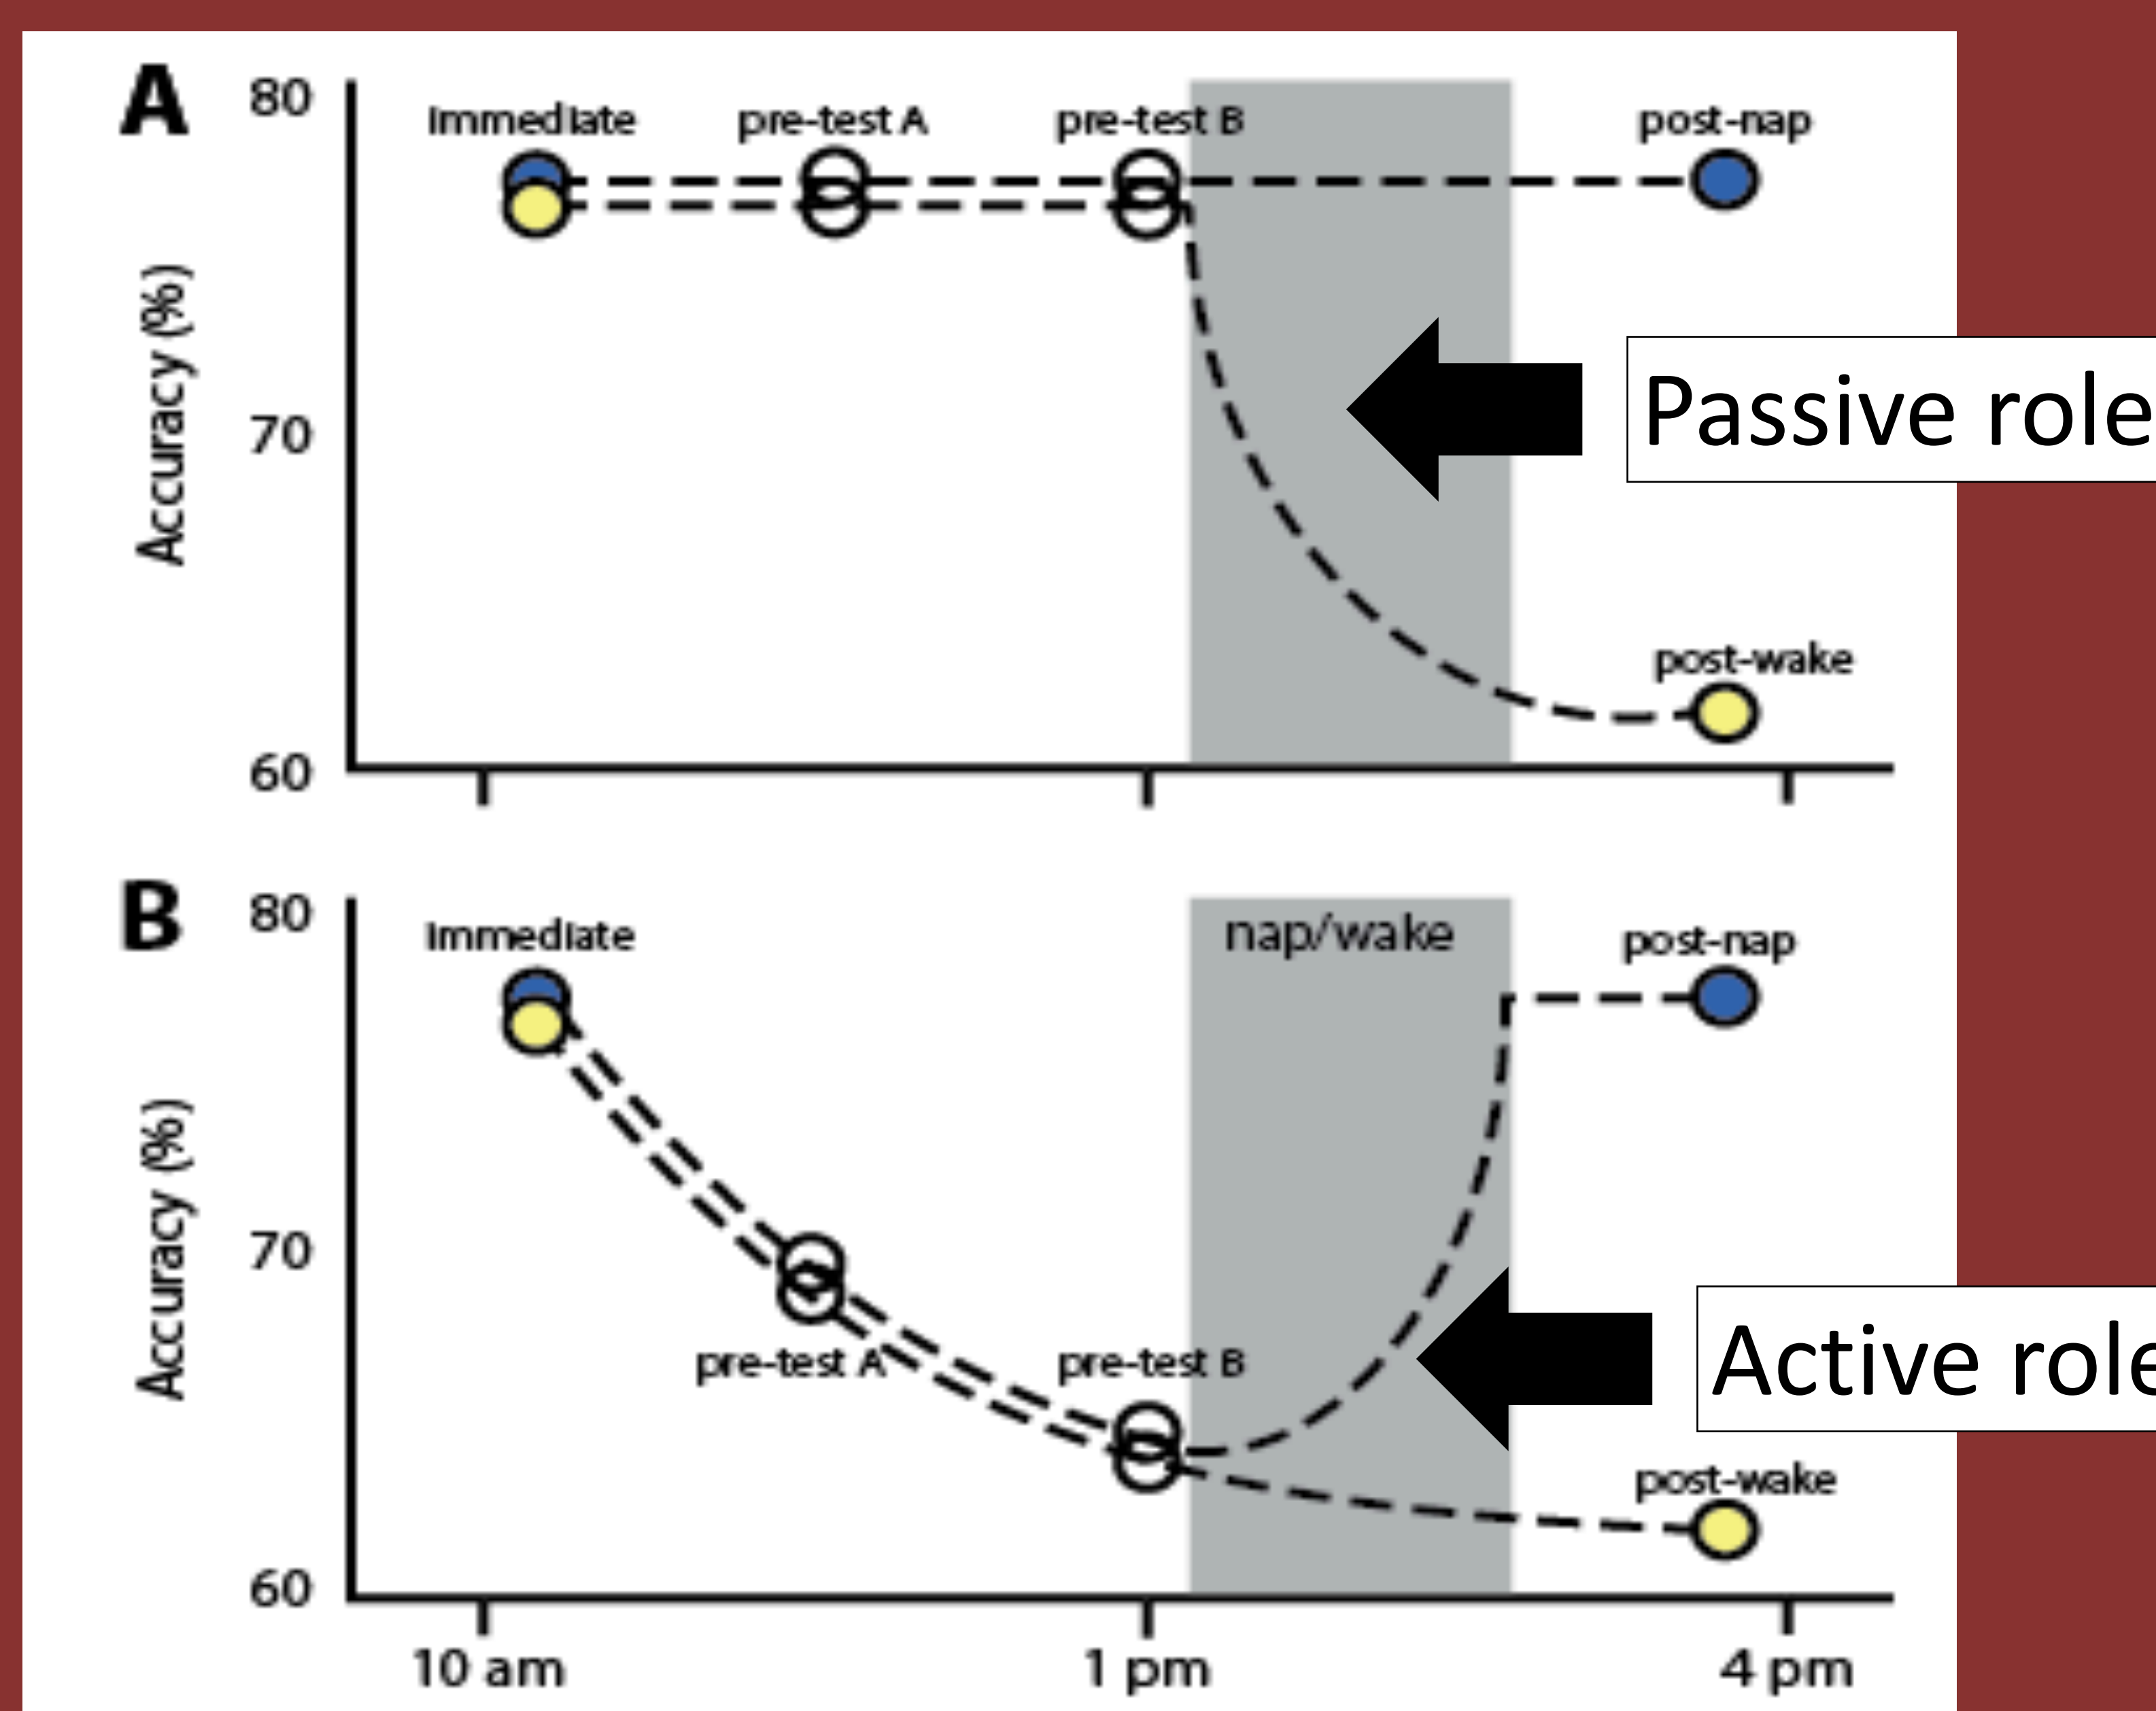 A
80
Immediate
pre-test A
pre-test B
post-nap
Accuracy (%)
70
Passive role
post-wake
60
B
80
Immediate
nap/wake
post-nap
Accuracy (%)
70
pre-test A
pre-test B
Active role
post-wake
60
10 am
1 pm
4 pm